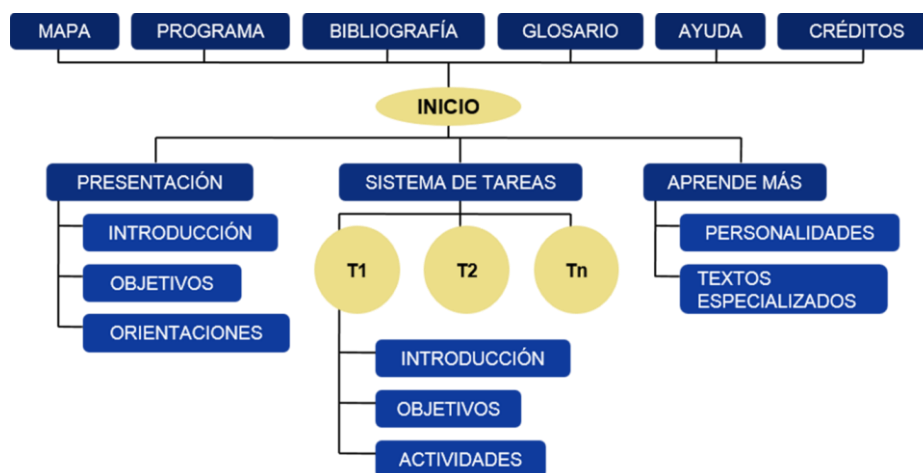 MAPA
PROGRAMA
BIBLIOGRAFÍA
GLOSARIO
AYUDA
CRÉDITOS
INICIO
PRESENTACIÓN
SISTEMA DE TAREAS
APRENDE MÁS
INTRODUCCIÓN
OBJETIVOS
ORIENTACIONES
T1
T2
Tn
INTRODUCCIÓN
OBJETIVOS
ACTIVIDADES
PERSONALIDADES
TEXTOS
ESPECIALIZADOS